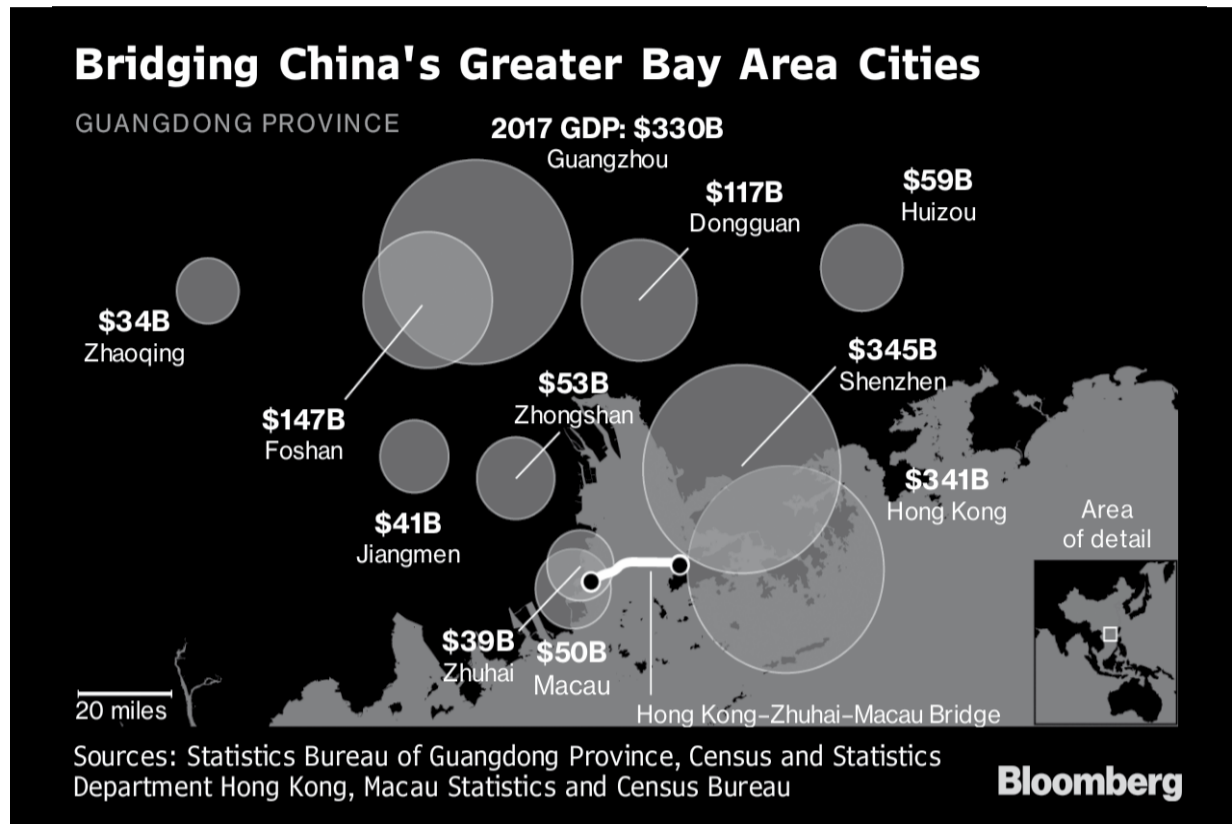 Bridging China's Greater Bay Area Cities
GUANGDONG PROVINCE
2017 GDP: $330B
Guangzhou
$117B
Dongguan
$59B
Huizou
$34B
Zhaoqing
$345B
Shenzhen
$53B
Zhongshan
$147B
Foshan
$341B
Hong Kong
$41B
Jiangmen
Area
of detail
$39B
Zhuhai
$50B
Macau
20 miles
Hong Kong–Zhuhai–Macau Bridge
Sources: Statistics Bureau of Guangdong Province, Census and Statistics
Department Hong Kong, Macau Statistics and Census Bureau
Bloomberg